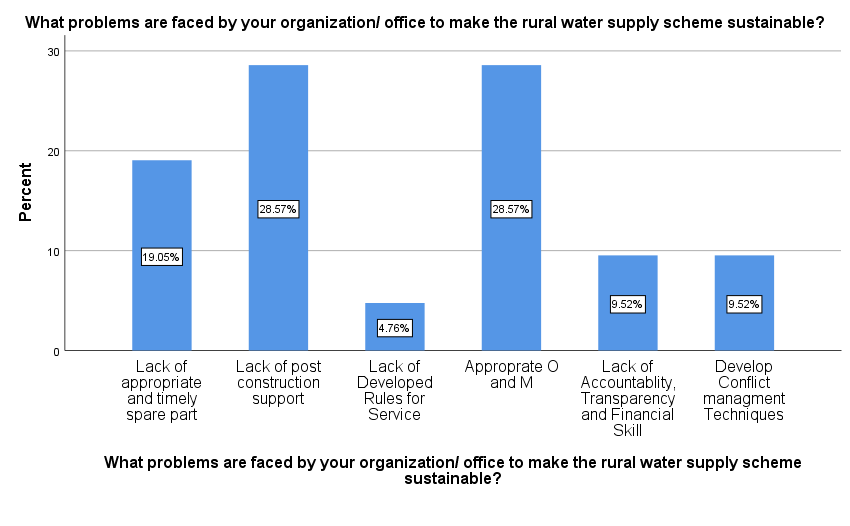 What problems are faced by your organization/ office to make the rural water supply scheme sustainable?
Percent
30
20
10
0
19.05%
28.57%
4.76%
28.57%
9.52%
9.52%
Lack of
appropriate
and timely
spare part
Lack of post
construction
support
Lack of
Developed
Rules for
Service
Approprate O
and M
Lack of
Accountablity,
Transparency
and Financial
Skill
Develop
Conflict
managment
Techniques
What problems are faced by your organization/ office to make the rural water supply scheme
sustainable?